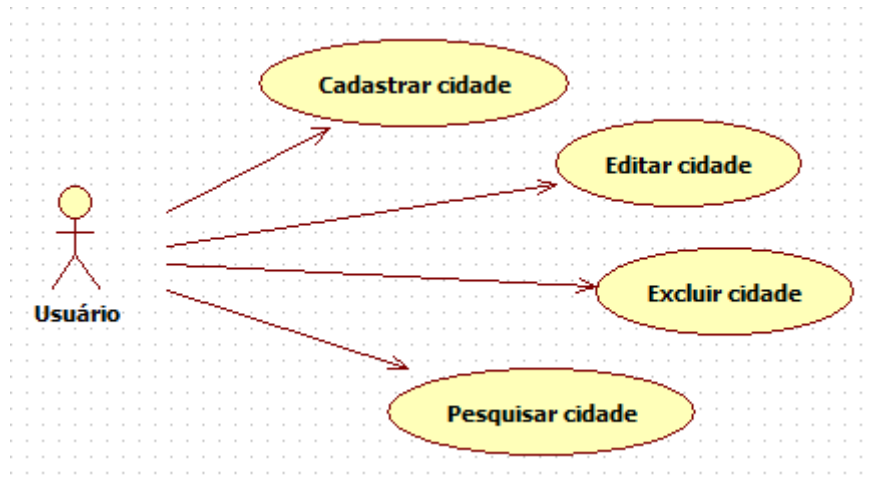 Cadastrar cidade
Editar cidade
Excluir cidade
Usuário
Pesquisar cidade